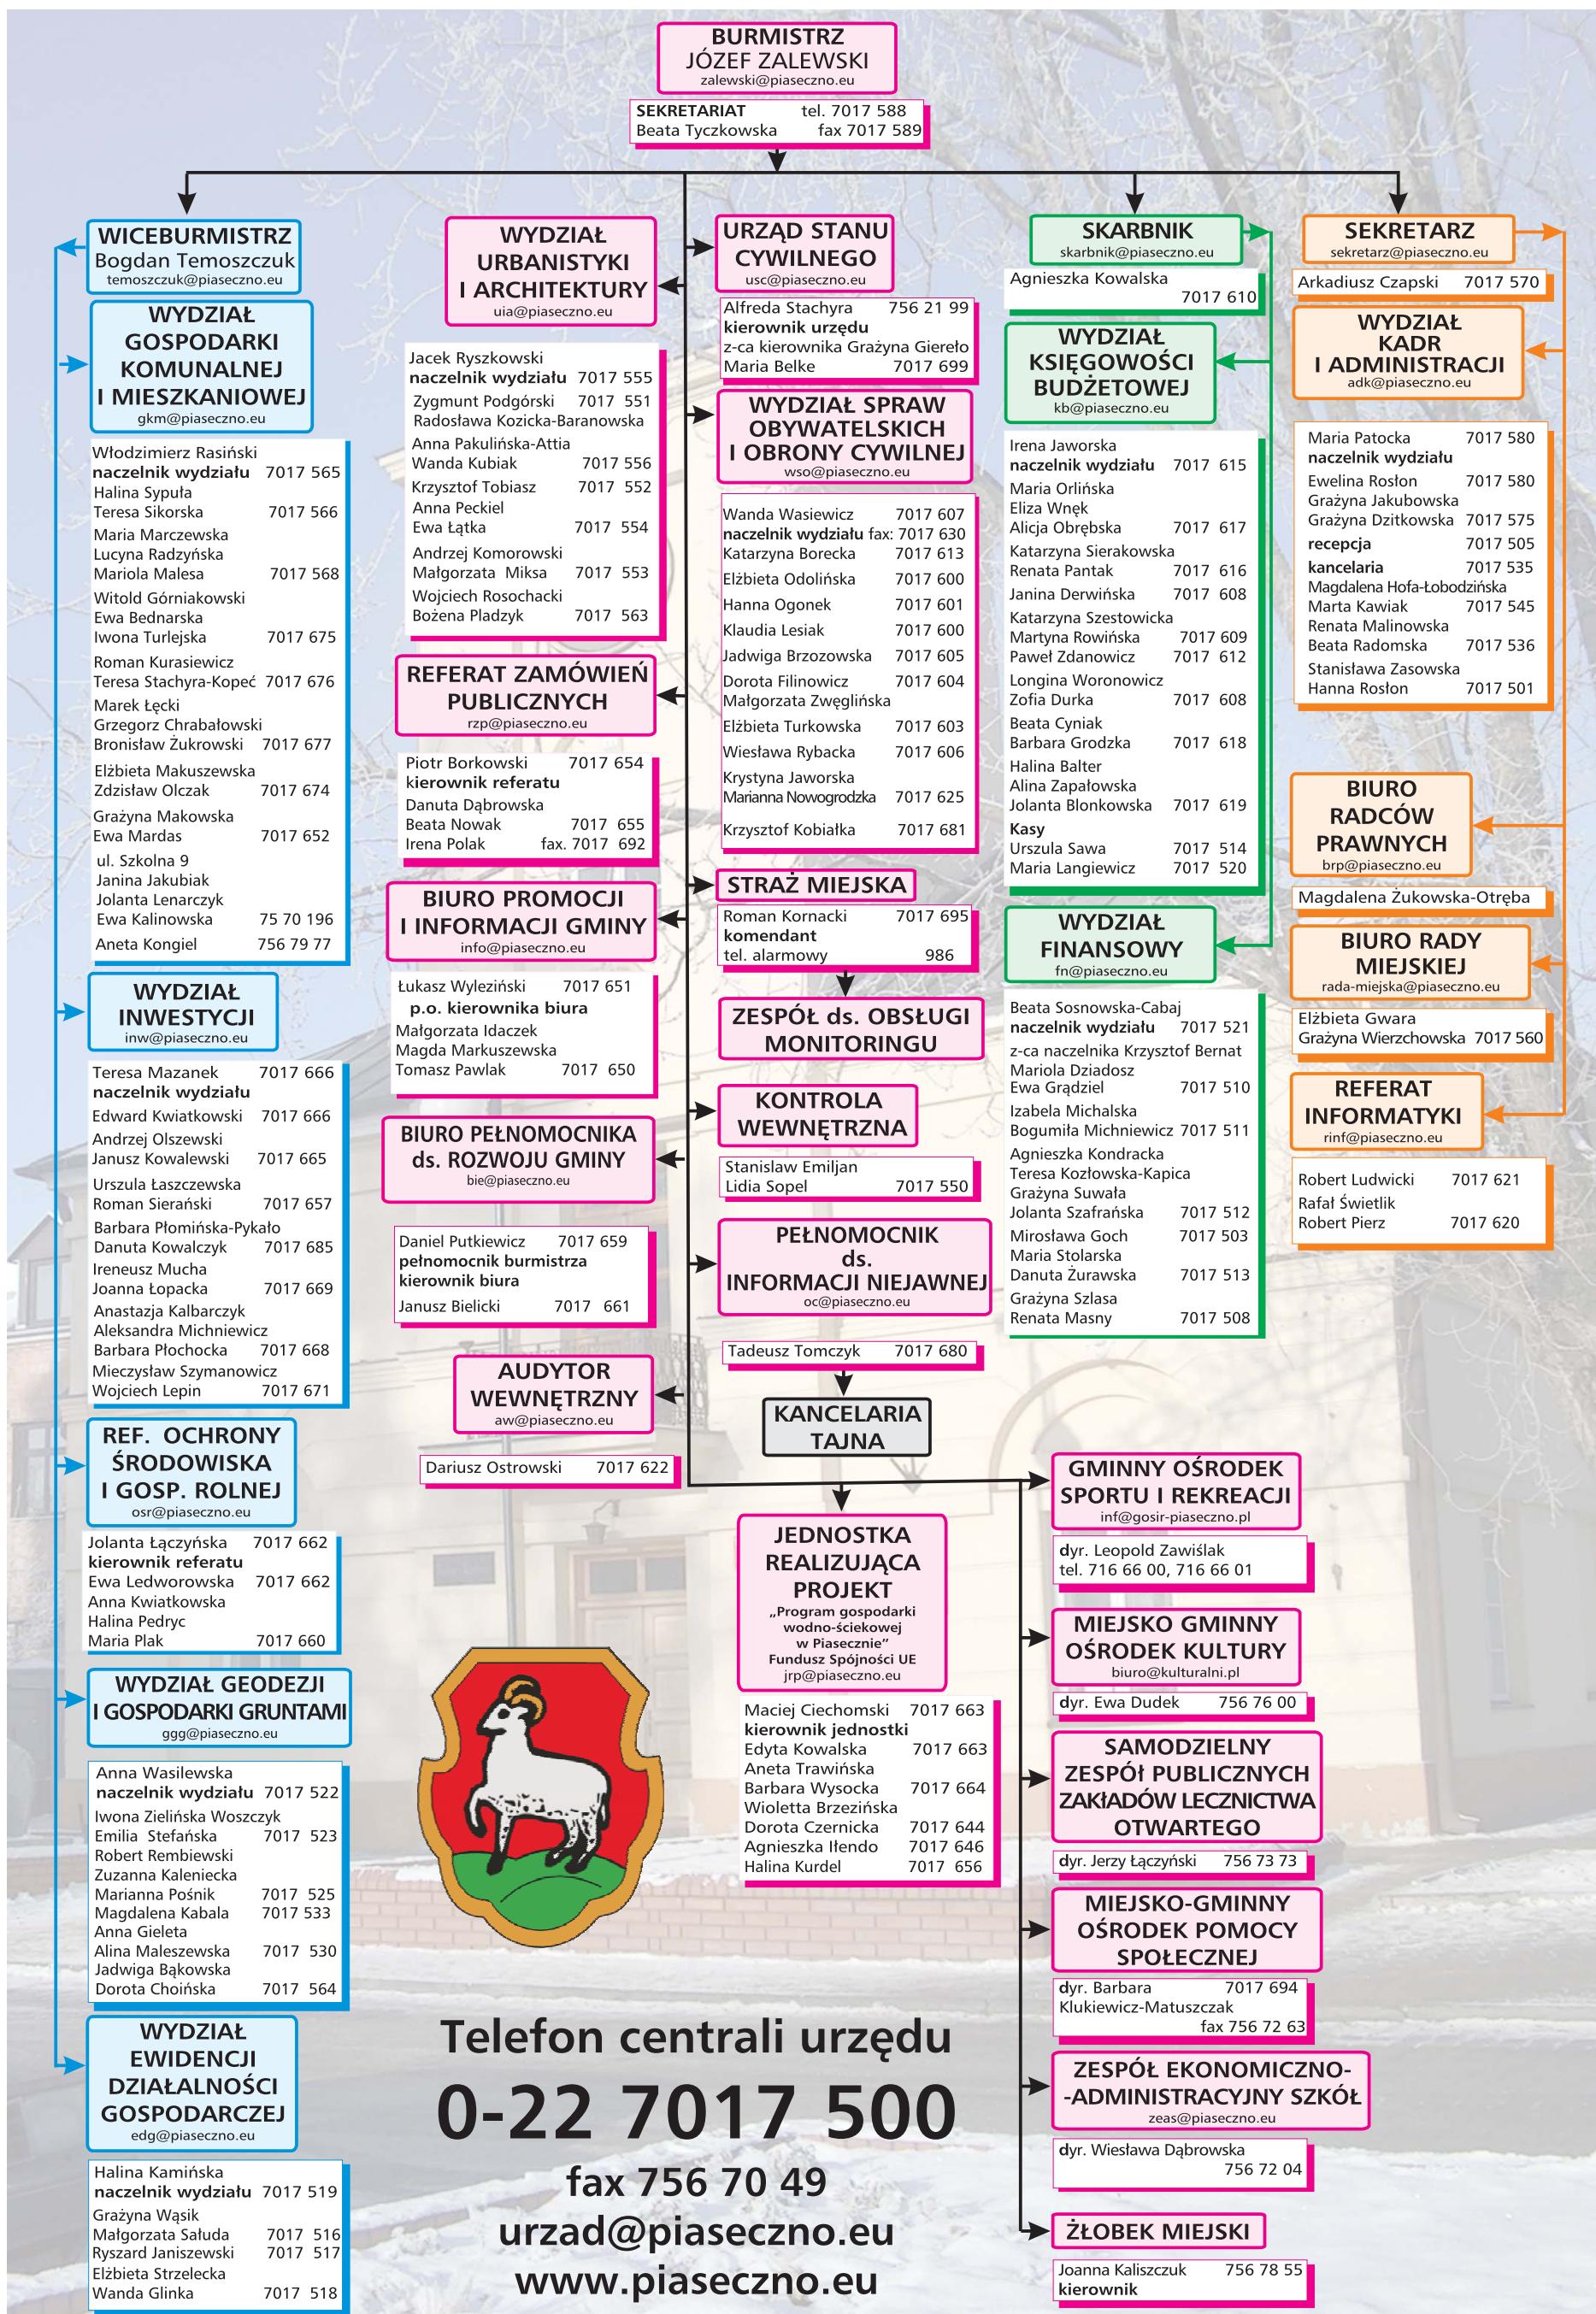 BURMISTRZ
JÓZEF ZALEWSKI
zalewski@piaseczno.eu
SEKRETARIAT tel. 7017 588
Beata Tyczkowska fax 7017 589
WICEBURMISTRZ
Bogdan Temoszczuk
temoszczuk@piaseczno.eu
WYDZIAŁ
GOSPODARKI
KOMUNALNEJ
I MIESZKANIOWEJ
gkm@piaseczno.eu
Włodzimierz Rasiński
naczelnik wydziału 7017 565
Halina Sypuła
Teresa Sikorska 7017 566
Maria Marczewska
Lucyna Radzyńska
Mariola Malesa 7017 568
Witold Górniakowski
Ewa Bednarska
Iwona Turlejska 7017 675
Roman Kurasiewicz
Teresa Stachyra-Kopeć 7017 676
Marek Łęcki
Grzegorz Chrabałowski
Bronisław Żukrowski 7017 677
Elżbieta Makuszewska
Zdzisław Olczak 7017 674
Grażyna Makowska
Ewa Mardas 7017 652
ul. Szkolna 9
Janina Jakubiak
Jolanta Lenarczyk
Ewa Kalinowska 75 70 196
Aneta Kongiel 756 79 77
WYDZIAŁ
INWESTYCJI
inw@piaseczno.eu
Teresa Mazanek 7017 666
naczelnik wydziału
Edward Kwiatkowski 7017 666
Andrzej Olszewski
Janusz Kowalewski 7017 665
Urszula Łaszczewska
Roman Sierański 7017 657
Barbara Płomińska-Pykało
Danuta Kowalczyk 7017 685
Ireneusz Mucha
Joanna Łopacka 7017 669
Anastazja Kalbarczyk
Aleksandra Michniewicz
Barbara Płochocka 7017 668
Mieczysław Szymanowicz
Wojciech Lepin 7017 671
REF. OCHRONY
ŚRODOWISKA
I GOSP. ROLNEJ
osr@piaseczno.eu
Jolanta Łączyńska 7017 662
kierownik referatu
Ewa Ledworowska 7017 662
Anna Kwiatkowska
Halina Pedryc
Maria Plak 7017 660
WYDZIAŁ GEODEZJI
I GOSPODARKI GRUNTAMI
ggg@piaseczno.eu
Anna Wasilewska
naczelnik wydziału 7017 522
Iwona Zielińska Woszczyk
Emilia Stefańska 7017 523
Robert Rembiewski
Zuzanna Kaleniecka
Marianna Pośnik 7017 525
Magdalena Kabala 7017 533
Anna Gieleta
Alina Maleszewska 7017 530
Jadwiga Bąkowska
Dorota Choińska 7017 564
WYDZIAŁ
EWIDENCJI
DZIAŁALNOŚCI
GOSPODARCZEJ
edg@piaseczno.eu
Halina Kamińska
naczelnik wydziału 7017 519
Grażyna Wąsik
Małgorzata Sałuda 7017 516
Ryszard Janiszewski 7017 517
Elżbieta Strzelecka
Wanda Glinka 7017 518
WYDZIAŁ
URBANISTYKI
I ARCHITEKTURY
uia@piaseczno.eu
Jacek Ryszkowski
naczelnik wydziału 7017 555
Zygmunt Podgórski 7017 551
Radosława Kozicka-Baranowska
Anna Pakulińska-Attia
Wanda Kubiak 7017 556
Krzysztof Tobiasz 7017 552
Anna Peckiel
Ewa Łątka 7017 554
Andrzej Komorowski
Małgorzata Miksa 7017 553
Wojciech Rosochacki
Bożena Pladzyk 7017 563
REFERAT ZAMÓWIEŃ
PUBLICZNYCH
rzp@piaseczno.eu
Piotr Borkowski 7017 654
kierownik referatu
Danuta Dąbrowska
Beata Nowak 7017 655
Irena Polak fax. 7017 692
BIURO PROMOCJI
I INFORMACJI GMINY
info@piaseczno.eu
Łukasz Wyleziński 7017 651
p.o. kierownika biura
Małgorzata Idaczek
Magda Markuszewska
Tomasz Pawlak 7017 650
BIURO PEŁNOMOCNIKA
ds. ROZWOJU GMINY
bie@piaseczno.eu
Daniel Putkiewicz 7017 659
pełnomocnik burmistrza
kierownik biura
Janusz Bielicki 7017 661
AUDYTOR
WEWNĘTRZNY
aw@piaseczno.eu
Dariusz Ostrowski 7017 622
URZĄD STANU
CYWILNEGO
usc@piaseczno.eu
Alfreda Stachyra 756 21 99
kierownik urzędu
z-ca kierownika Grażyna Giereło
Maria Belke 7017 699
WYDZIAŁ SPRAW
OBYWATELSKICH
I OBRONY CYWILNEJ
wso@piaseczno.eu
Wanda Wasiewicz 7017 607
naczelnik wydziału fax: 7017 630
Katarzyna Borecka 7017 613
Elżbieta Odolińska 7017 600
Hanna Ogonek 7017 601
Klaudia Lesiak 7017 600
Jadwiga Brzozowska 7017 605
Dorota Filinowicz 7017 604
Małgorzata Zwęglińska
Elżbieta Turkowska 7017 603
Wiesława Rybacka 7017 606
Krystyna Jaworska
Marianna Nowogrodzka 7017 625
Krzysztof Kobiałka 7017 681
STRAŻ MIEJSKA
Roman Kornacki 7017 695
komendant
tel. alarmowy 986
ZESPÓŁ ds. OBSŁUGI
MONITORINGU
KONTROLA
WEWNĘTRZNA
Stanislaw Emiljan
Lidia Sopel 7017 550
PEŁNOMOCNIK
ds.
INFORMACJI NIEJAWNEJ
oc@piaseczno.eu
Tadeusz Tomczyk 7017 680
KANCELARIA
TAJNA
JEDNOSTKA
REALIZUJĄCA
PROJEKT
„Program gospodarki
wodno-ściekowej
w Piasecznie”
Fundusz Spójności UE
jrp@piaseczno.eu
Maciej Ciechomski 7017 663
kierownik jednostki
Edyta Kowalska 7017 663
Aneta Trawińska
Barbara Wysocka 7017 664
Wioletta Brzezińska
Dorota Czernicka 7017 644
Agnieszka Iłendo 7017 646
Halina Kurdel 7017 656
SKARBNIK
skarbnik@piaseczno.eu
Agnieszka Kowalska
7017 610
WYDZIAŁ
KSIĘGOWOŚCI
BUDŻETOWEJ
kb@piaseczno.eu
Irena Jaworska
naczelnik wydziału 7017 615
Maria Orlińska
Eliza Wnęk
Alicja Obrębska 7017 617
Katarzyna Sierakowska
Renata Pantak 7017 616
Janina Derwińska 7017 608
Katarzyna Szestowicka
Martyna Rowińska 7017 609
Paweł Zdanowicz 7017 612
Longina Woronowicz
Zofia Durka 7017 608
Beata Cyniak
Barbara Grodzka 7017 618
Halina Balter
Alina Zapałowska
Jolanta Blonkowska 7017 619
Kasy
Urszula Sawa 7017 514
Maria Langiewicz 7017 520
WYDZIAŁ
FINANSOWY
fn@piaseczno.eu
Beata Sosnowska-Cabaj
naczelnik wydziału 7017 521
z-ca naczelnika Krzysztof Bernat
Mariola Dziadosz
Ewa Grądziel 7017 510
Izabela Michalska
Bogumiła Michniewicz 7017 511
Agnieszka Kondracka
Teresa Kozłowska-Kapica
Grażyna Suwała
Jolanta Szafrańska 7017 512
Mirosława Goch 7017 503
Maria Stolarska
Danuta Żurawska 7017 513
Grażyna Szlasa
Renata Masny 7017 508
SEKRETARZ
sekretarz@piaseczno.eu
Arkadiusz Czapski 7017 570
WYDZIAŁ
KADR
I ADMINISTRACJI
adk@piaseczno.eu
Maria Patocka 7017 580
naczelnik wydziału
Ewelina Rosłon 7017 580
Grażyna Jakubowska
Grażyna Dzitkowska 7017 575
recepcja 7017 505
kancelaria 7017 535
Magdalena Hofa-Łobodzińska
Marta Kawiak 7017 545
Renata Malinowska
Beata Radomska 7017 536
Stanisława Zasowska
Hanna Rosłon 7017 501
BIURO
RADCÓW
PRAWNYCH
brp@piaseczno.eu
Magdalena Żukowska-Otręba
BIURO RADY
MIEJSKIEJ
rada-miejska@piaseczno.eu
Elżbieta Gwara
Grażyna Wierzchowska 7017 560
REFERAT
INFORMATYKI
rinf@piaseczno.eu
Robert Ludwicki 7017 621
Rafał Świetlik
Robert Pierz 7017 620
GMINNY OŚRODEK
SPORTU I REKREACJI
inf@gosir-piaseczno.pl
dyr. Leopold Zawiślak
tel. 716 66 00, 716 66 01
MIEJSKO GMINNY
OŚRODEK KULTURY
biuro@kulturalni.pl
dyr. Ewa Dudek 756 76 00
SAMODZIELNY
ZESPÓł PUBLICZNYCH
ZAKłADÓW LECZNICTWA
OTWARTEGO
dyr. Jerzy Łączyński 756 73 73
MIEJSKO-GMINNY
OŚRODEK POMOCY
SPOŁECZNEJ
dyr. Barbara 7017 694
Klukiewicz-Matuszczak
fax 756 72 63
ZESPÓŁ EKONOMICZNO-
-ADMINISTRACYJNY SZKÓŁ
zeas@piaseczno.eu
dyr. Wiesława Dąbrowska
756 72 04
ŻŁOBEK MIEJSKI
Joanna Kaliszczuk 756 78 55
kierownik
Telefon centrali urzędu
0-22 7017 500
fax 756 70 49
urzad@piaseczno.eu
www.piaseczno.eu